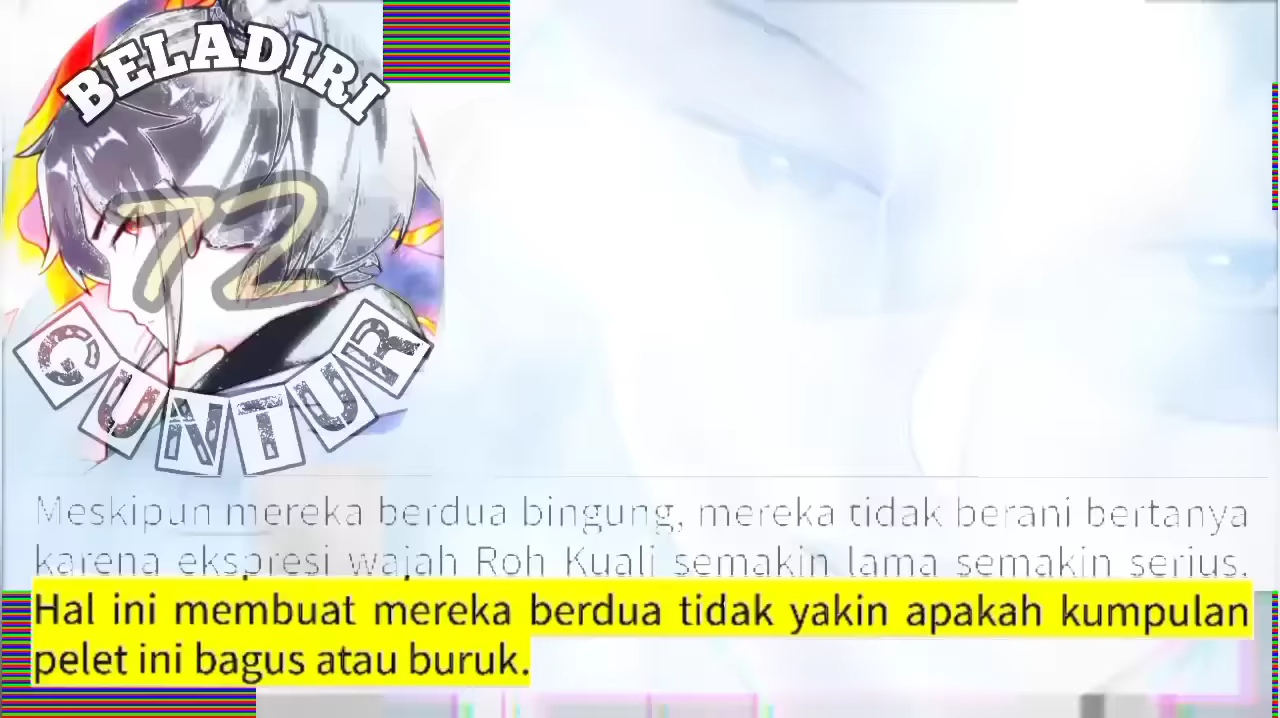 BELADIRI
72
GUNTUR
Meskipun mereka berdua bingung, mereka tidak berani bertanya
karena ekspresi wajah Roh Kuali semakin lama semakin serius.
Hal ini membuat mereka berdua tidak yakin apakah kumpulan
pelet ini bagus atau buruk.